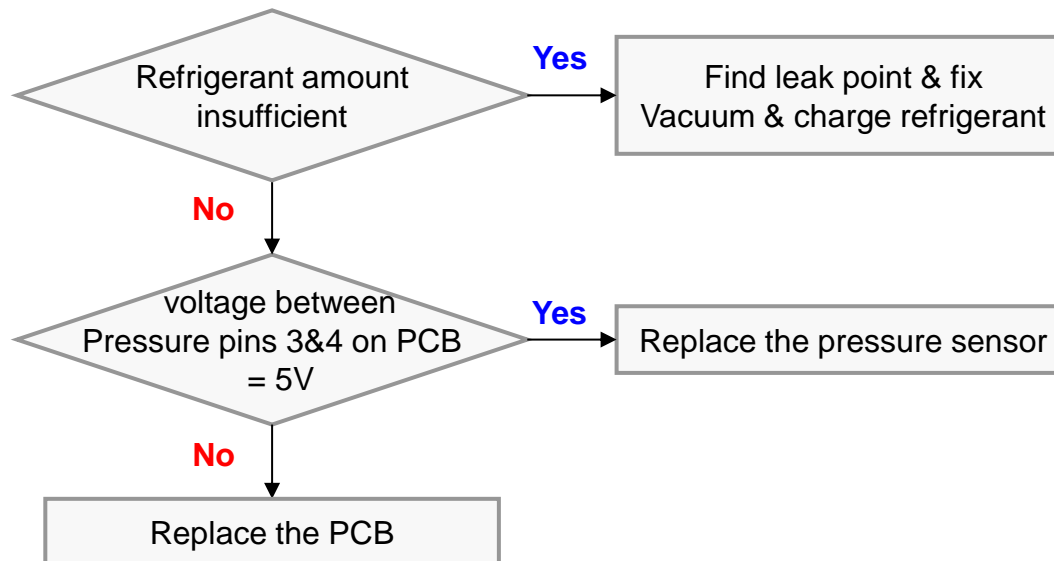 Refrigerant amount
insufficient
Yes
Find leak point & fix
Vacuum & charge refrigerant
No
voltage between
Pressure pins 3&4 on PCB
= 5V
Yes
Replace the pressure sensor
No
Replace the PCB